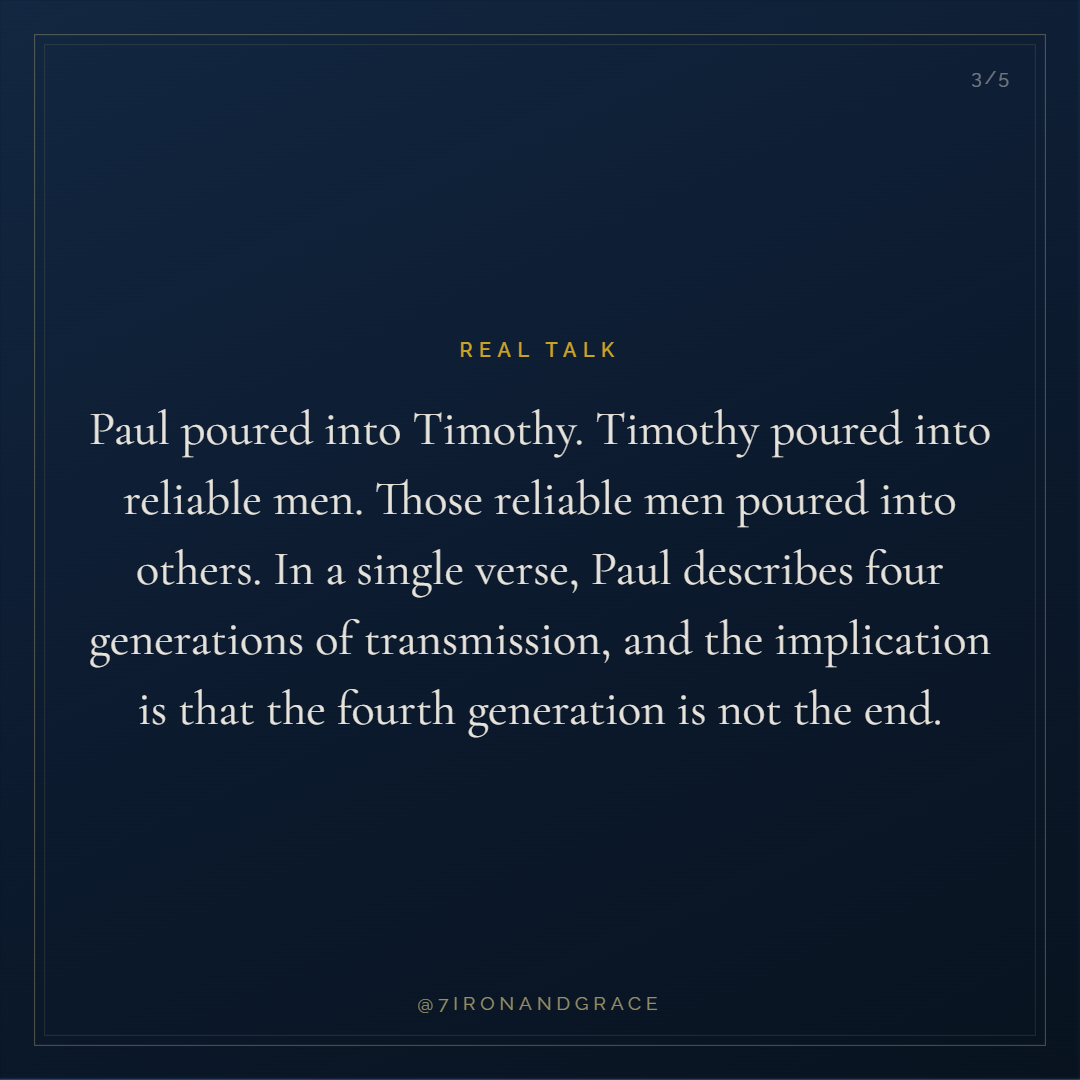 3/5
REAL TALK
Paul poured into Timothy. Timothy poured into
reliable men. Those reliable men poured into
others. In a single verse, Paul describes four
generations of transmission, and the implication
is that the fourth generation is not the end.
@7IRONANDGRACE